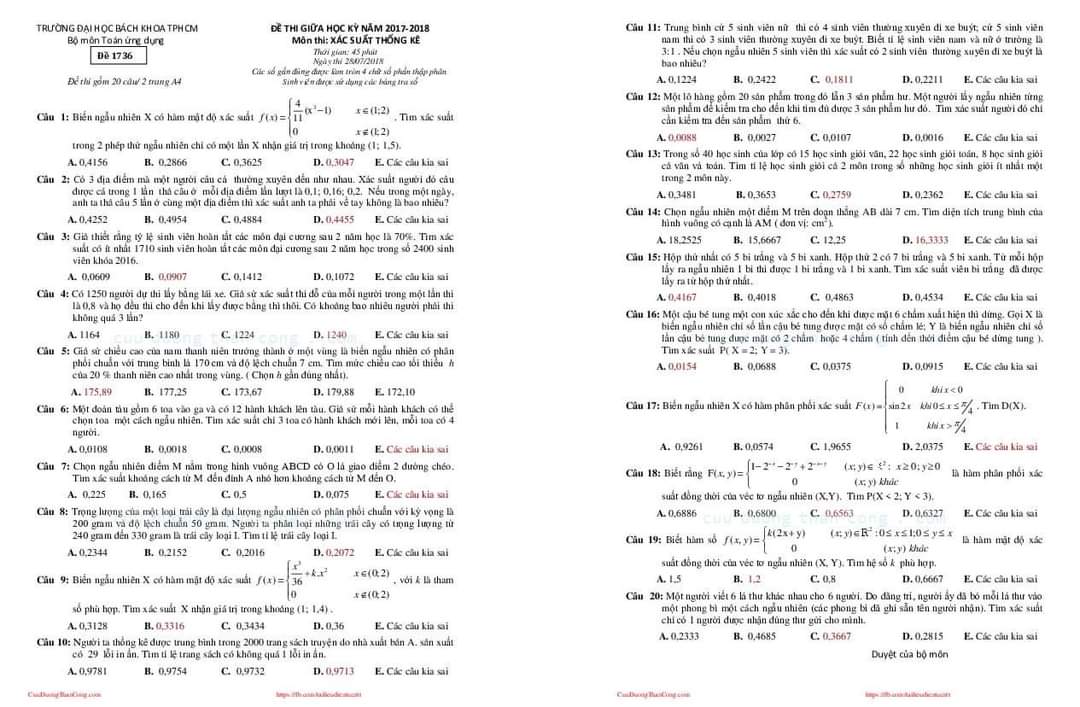 TRƯỜNG ĐẠI HỌC BÁCH KHOA TPHCM
Bộ môn Toán ứng dụng
Đề 1736
Đề thi gồm 20 câu/ 2 trang A4
ĐỀ THI GIỮA HỌC KỲ NĂM 2017-2018
Môn thi: XÁC SUẤT THỐNG KÊ
Thời gian: 45 phút
Ngày thi 28/07/2018
Các số gần đúng được làm tròn 4 chữ số phần thập phân
Sinh viên được sử dụng các bảng tra số
Câu 1: Biến ngẫu nhiên X có hàm mật độ xác suất f(x) = { 4/11 (x³−1) x∈(1;2) ; 0 x∉(1;2) . Tìm xác suất
trong 2 phép thử ngẫu nhiên chỉ có một lần X nhận giá trị trong khoảng (1; 1,5).
A. 0,4156 B. 0,2866 C. 0,3625 D. 0,3047 E. Các câu kia sai
Câu 2: Có 3 địa điểm mà một người câu cá thường xuyên đến như nhau. Xác suất người đó câu
được cá trong 1 lần thả câu ở mỗi địa điểm lần lượt là 0,1; 0,16; 0,2. Nếu trong một ngày,
anh ta thả câu 5 lần ở cùng một địa điểm thì xác suất anh ta phải về tay không là bao nhiêu?
A. 0,4252 B. 0,4954 C. 0,4884 D. 0,4455 E. Các câu kia sai
Câu 3: Giả thiết rằng tỷ lệ sinh viên hoàn tất các môn đại cương sau 2 năm học là 70%. Tìm xác
suất có ít nhất 1710 sinh viên hoàn tất các môn đại cương sau 2 năm học trong số 2400 sinh
viên khóa 2016.
A. 0,0609 B. 0,0907 C. 0,1412 D. 0,1072 E. Các câu kia sai
Câu 4: Có 1250 người dự thi lấy bằng lái xe. Giả sử xác suất thi đỗ của mỗi người trong một lần thi
là 0,8 và họ đều thi cho đến khi lấy được bằng thì thôi. Có khoảng bao nhiêu người phải thi
không quá 3 lần?
A. 1164 B. 1180 C. 1224 D. 1240 E. Các câu kia sai
Câu 5: Giả sử chiều cao của nam thanh niên trưởng thành ở một vùng là biến ngẫu nhiên có phân
phối chuẩn với trung bình là 170 cm và độ lệch chuẩn 7 cm. Tìm mức chiều cao tối thiểu h
của 20 % thanh niên cao nhất trong vùng. ( Chọn h gần đúng nhất).
A. 175,89 B. 177,25 C. 173,67 D. 179,88 E. 172,10
Câu 6: Một đoàn tàu gồm 6 toa vào ga và có 12 hành khách lên tàu. Giả sử mỗi hành khách có thể
chọn toa một cách ngẫu nhiên. Tìm xác suất chỉ 3 toa có hành khách mới lên, mỗi toa có 4
người.
A. 0,0108 B. 0,0018 C. 0,0008 D. 0,0011 E. Các câu kia sai
Câu 7: Chọn ngẫu nhiên điểm M nằm trong hình vuông ABCD có O là giao điểm 2 đường chéo.
Tìm xác suất khoảng cách từ M đến đỉnh A nhỏ hơn khoảng cách từ M đến O.
A. 0,225 B. 0,165 C. 0,5 D. 0,075 E. Các câu kia sai
Câu 8: Trọng lượng của một loại trái cây là đại lượng ngẫu nhiên có phân phối chuẩn với kỳ vọng là
200 gram và độ lệch chuẩn 50 gram. Người ta phân loại những trái cây có trọng lượng từ
240 gram đến 330 gram là trái cây loại I. Tìm tỉ lệ trái cây loại I.
A. 0,2344 B. 0,2152 C. 0,2016 D. 0,2072 E. Các câu kia sai
Câu 9: Biến ngẫu nhiên X có hàm mật độ xác suất f(x) = { x³/36 + k.x² x∈(0;2) ; 0 x∉(0;2) , với k là tham
số phù hợp. Tìm xác suất X nhận giá trị trong khoảng (1; 1,4) .
A. 0,3128 B. 0,3316 C. 0,3434 D. 0,36 E. Các câu kia sai
Câu 10: Người ta thống kê được trung bình trong 2000 trang sách truyện do nhà xuất bản A. sản xuất
có 29 lỗi in ấn. Tìm tỉ lệ trang sách có không quá 1 lỗi in ấn.
A. 0,9781 B. 0,9754 C. 0,9732 D. 0,9713 E. Các câu kia sai
CuuDuongThanCong.com https://fb.com/tailieudientucntt
Câu 11: Trung bình cứ 5 sinh viên nữ thì có 4 sinh viên thường xuyên đi xe buýt; cứ 5 sinh viên
nam thì có 3 sinh viên thường xuyên đi xe buýt. Biết tỉ lệ sinh viên nam và nữ ở trường là
3:1 . Nếu chọn ngẫu nhiên 5 sinh viên thì xác suất có 2 sinh viên thường xuyên đi xe buýt là
bao nhiêu?
A. 0,1224 B. 0,2422 C. 0,1811 D. 0,2211 E. Các câu kia sai
Câu 12: Một lô hàng gồm 20 sản phẩm trong đó lẫn 3 sản phẩm hư. Một người lấy ngẫu nhiên từng
sản phẩm để kiểm tra cho đến khi tìm đủ được 3 sản phẩm hư đó. Tìm xác suất người đó chỉ
cần kiểm tra đến sản phẩm thứ 6.
A. 0,0088 B. 0,0027 C. 0,0107 D. 0,0016 E. Các câu kia sai
Câu 13: Trong số 40 học sinh của lớp có 15 học sinh giỏi văn, 22 học sinh giỏi toán, 8 học sinh giỏi
cả văn và toán. Tìm tỉ lệ học sinh giỏi cả 2 môn trong số những học sinh giỏi ít nhất một
trong 2 môn này.
A. 0,3481 B. 0,3653 C. 0,2759 D. 0,2362 E. Các câu kia sai
Câu 14: Chọn ngẫu nhiên một điểm M trên đoạn thẳng AB dài 7 cm. Tìm diện tích trung bình của
hình vuông có cạnh là AM ( đơn vị: cm²).
A. 18,2525 B. 15,6667 C. 12,25 D. 16,3333 E. Các câu kia sai
Câu 15: Hộp thứ nhất có 5 bi trắng và 5 bi xanh. Hộp thứ 2 có 7 bi trắng và 5 bi xanh. Từ mỗi hộp
lấy ra ngẫu nhiên 1 bi thì được 1 bi trắng và 1 bi xanh. Tìm xác suất viên bi trắng đã được
lấy ra từ hộp thứ nhất.
A. 0,4167 B. 0,4018 C. 0,4863 D. 0,4534 E. Các câu kia sai
Câu 16: Một cậu bé tung một con xúc xắc cho đến khi được mặt 6 chấm xuất hiện thì dừng. Gọi X là
biến ngẫu nhiên chỉ số lần cậu bé tung được mặt có số chấm lẻ; Y là biến ngẫu nhiên chỉ số
lần cậu bé tung được mặt có 2 chấm hoặc 4 chấm ( tính đến thời điểm cậu bé dừng tung ).
Tìm xác suất P( X = 2; Y = 3).
A. 0,0154 B. 0,0688 C. 0,0375 D. 0,0915 E. Các câu kia sai
Câu 17: Biến ngẫu nhiên X có hàm phân phối xác suất F(x) = { 0 khi x < 0 ; sin 2x khi 0 ≤ x ≤ π/4 ; 1 khi x > π/4 . Tìm D(X).
A. 0,9261 B. 0,0574 C. 1,9655 D. 2,0375 E. Các câu kia sai
Câu 18: Biết rằng F(x, y) = { 1−2⁻ˣ−2⁻ʸ+2⁻ˣ⁻ʸ (x; y)∈ : x≥0; y≥0 ; 0 (x; y) khác là hàm phân phối xác
suất đồng thời của véc tơ ngẫu nhiên (X,Y). Tìm P(X < 2; Y < 3).
A. 0,6886 B. 0,6800 C. 0,6563 D. 0,6327 E. Các câu kia sai
Câu 19: Biết hàm số f(x, y) = { k(2x+y) (x; y)∈ℝ² : 0≤x≤1; 0≤y≤x ; 0 (x; y) khác là hàm mật độ xác
suất đồng thời của véc tơ ngẫu nhiên (X, Y). Tìm hệ số k phù hợp.
A. 1,5 B. 1,2 C. 0,8 D. 0,6667 E. Các câu kia sai
Câu 20: Một người viết 6 lá thư khác nhau cho 6 người. Do đãng trí, người ấy đã bỏ mỗi lá thư vào
một phong bì một cách ngẫu nhiên (các phong bì đã ghi sẵn tên người nhận). Tìm xác suất
chỉ có 1 người được nhận đúng thư gửi cho mình.
A. 0,2333 B. 0,4685 C. 0,3667 D. 0,2815 E. Các câu kia sai
Duyệt của bộ môn
CuuDuongThanCong.com https://fb.com/tailieudientucntt